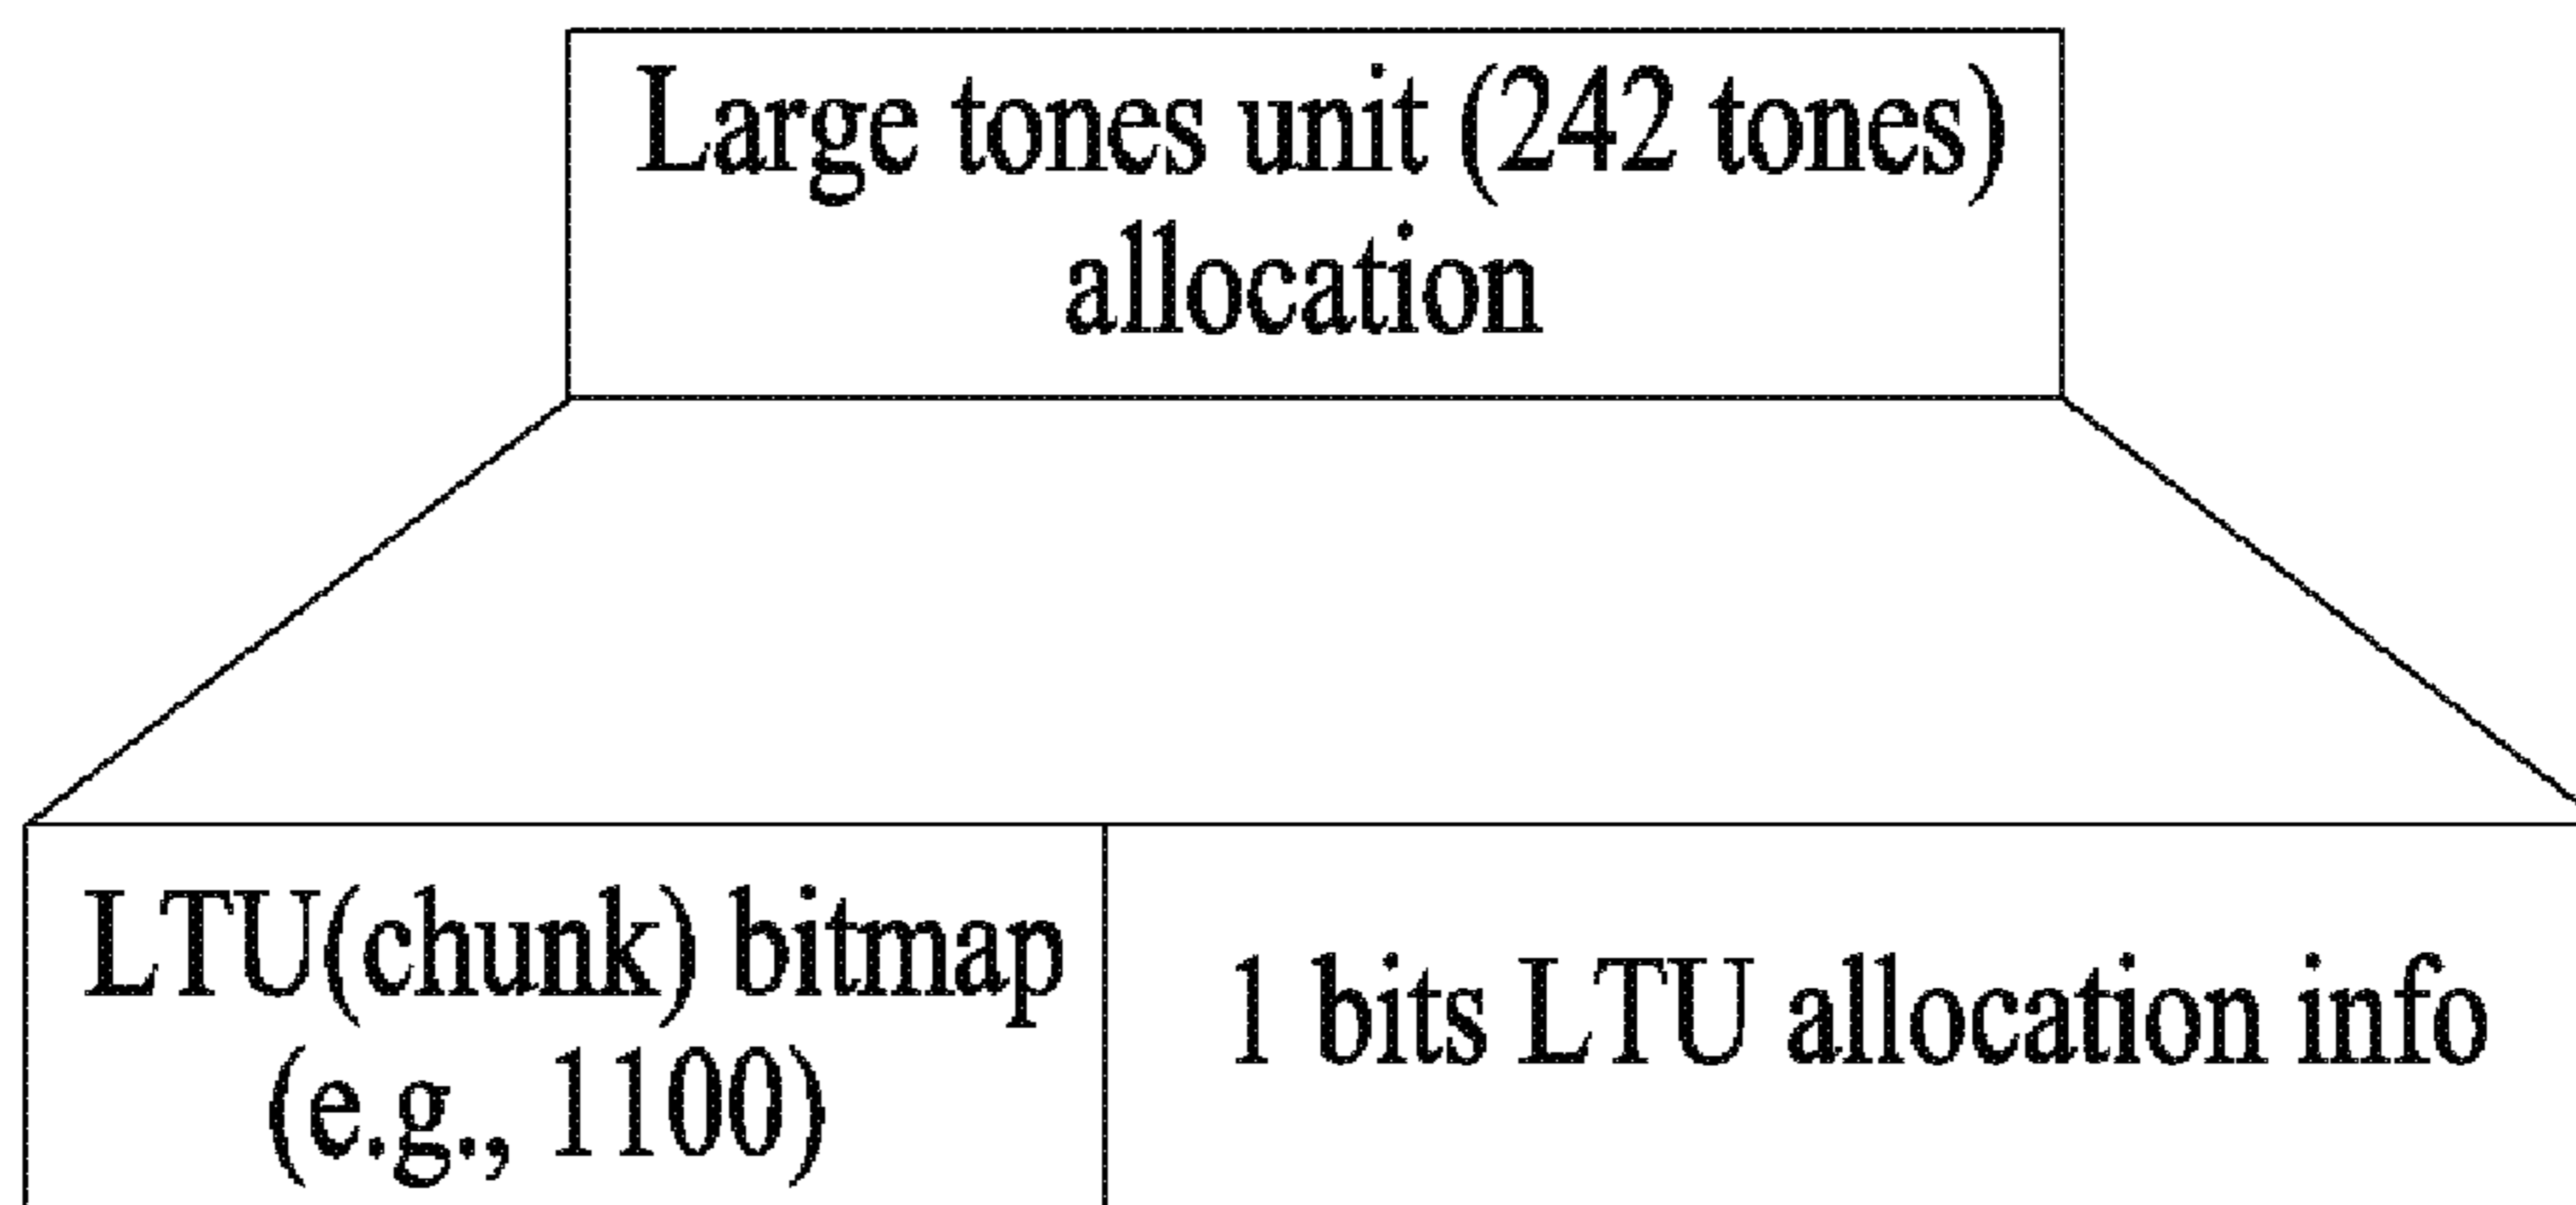 Large tones unit (242 tones)
allocation
LTU(chunk) bitmap
(e.g., 1100)
1 bits LTU allocation info